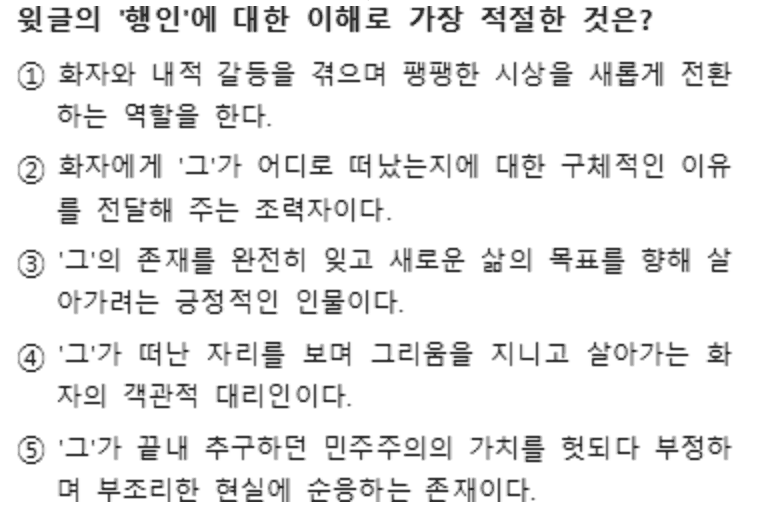 윗글의 '행인'에 대한 이해로 가장 적절한 것은?
① 화자와 내적 갈등을 겪으며 팽팽한 시상을 새롭게 전환
하는 역할을 한다.
② 화자에게 '그'가 어디로 떠났는지에 대한 구체적인 이유
를 전달해 주는 조력자이다.
③ '그'의 존재를 완전히 잊고 새로운 삶의 목표를 향해 살
아가려는 긍정적인 인물이다.
④ '그'가 떠난 자리를 보며 그리움을 지니고 살아가는 화
자의 객관적 대리인이다.
⑤ '그'가 끝내 추구하던 민주주의의 가치를 헛되다 부정하
며 부조리한 현실에 순응하는 존재이다.